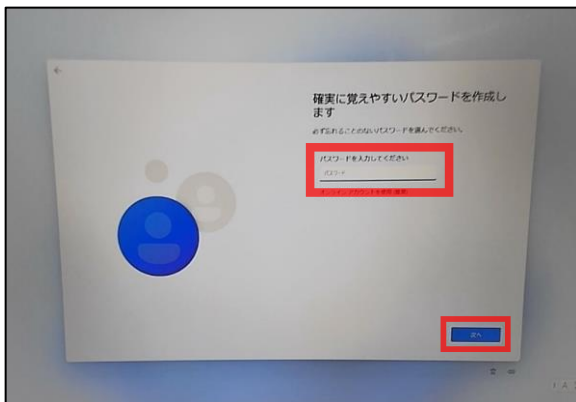 確実に覚えやすいパスワードを作成し
ます
必ず忘れることのないパスワードを選んでください。
パスワードを入力してください
パスワード
次へ